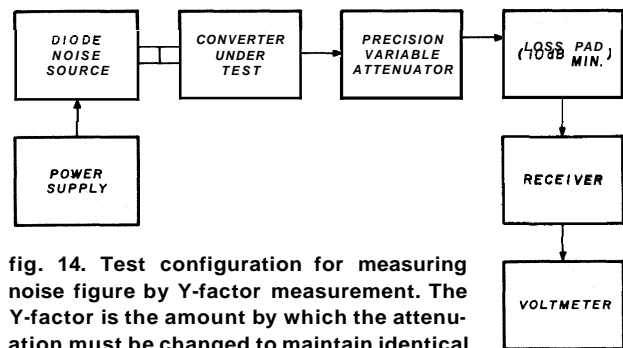 DIODE
NOISE
SOURCE
CONVERTER
UNDER
TEST
PRECISION
VARIABLE
ATTENUATOR
LOSS PAD
(10dB MIN.)
POWER
SUPPLY
RECEIVER
VOLTMETER
fig. 14. Test configuration for measuring
noise figure by Y-factor measurement. The
Y-factor is the amount by which the attenu-
ation must be changed to maintain identical